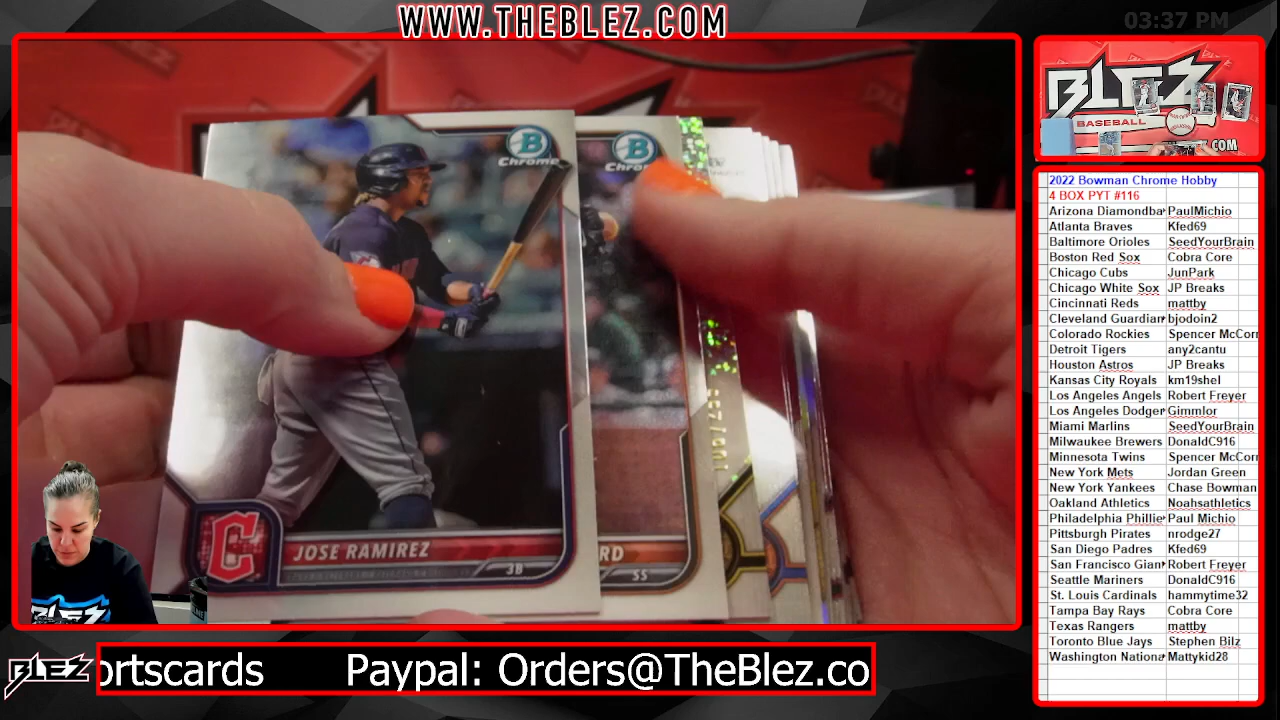 WWW.THEBLEZ.COM
03:37 PM
B
Chrome
B
JOSE RAMIREZ
3B
C
RD
SS
BLEZ
BASEBALL
.COM
2022 Bowman Chrome Hobby
4 BOX PYT #116
Arizona Diamondba PaulMichio
Atlanta Braves Kfed69
Baltimore Orioles SeedYourBrain
Boston Red Sox Cobra Core
Chicago Cubs JunPark
Chicago White Sox JP Breaks
Cincinnati Reds mattby
Cleveland Guardian bjodoin2
Colorado Rockies Spencer McCorr
Detroit Tigers any2cantu
Houston Astros JP Breaks
Kansas City Royals km19shel
Los Angeles Angels Robert Freyer
Los Angeles Dodger Gimmlor
Miami Marlins SeedYourBrain
Milwaukee Brewers DonaldC916
Minnesota Twins Spencer McCorr
New York Mets Jordan Green
New York Yankees Chase Bowman
Oakland Athletics Noahsathletics
Philadelphia Phillie Paul Michio
Pittsburgh Pirates nrodge27
San Diego Padres Kfed69
San Francisco Gian Robert Freyer
Seattle Mariners DonaldC916
St. Louis Cardinals hammytime32
Tampa Bay Rays Cobra Core
Texas Rangers mattby
Toronto Blue Jays Stephen Bilz
Washington Nationa Mattykid28
BLEZ
ortscards Paypal: Orders@TheBlez.co